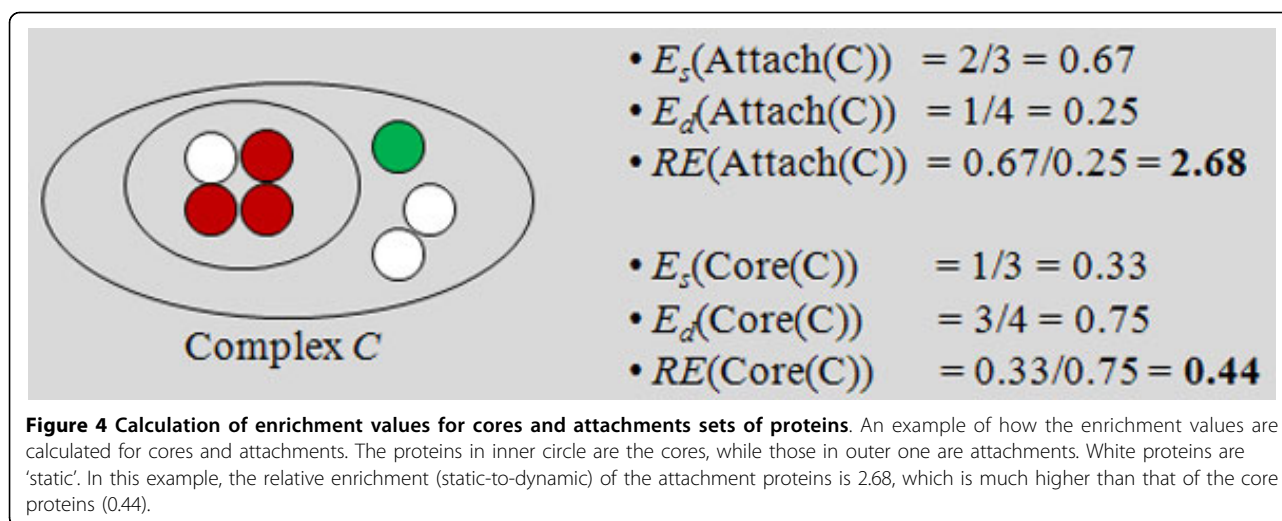 • Es(Attach(C)) = 2/3 = 0.67
• Ed(Attach(C)) = 1/4 = 0.25
• RE(Attach(C)) = 0.67/0.25 = 2.68
• Es(Core(C)) = 1/3 = 0.33
• Ed(Core(C)) = 3/4 = 0.75
• RE(Core(C)) = 0.33/0.75 = 0.44
Complex C
Figure 4 Calculation of enrichment values for cores and attachments sets of proteins. An example of how the enrichment values are
calculated for cores and attachments. The proteins in inner circle are the cores, while those in outer one are attachments. White proteins are
‘static’. In this example, the relative enrichment (static-to-dynamic) of the attachment proteins is 2.68, which is much higher than that of the core
proteins (0.44).